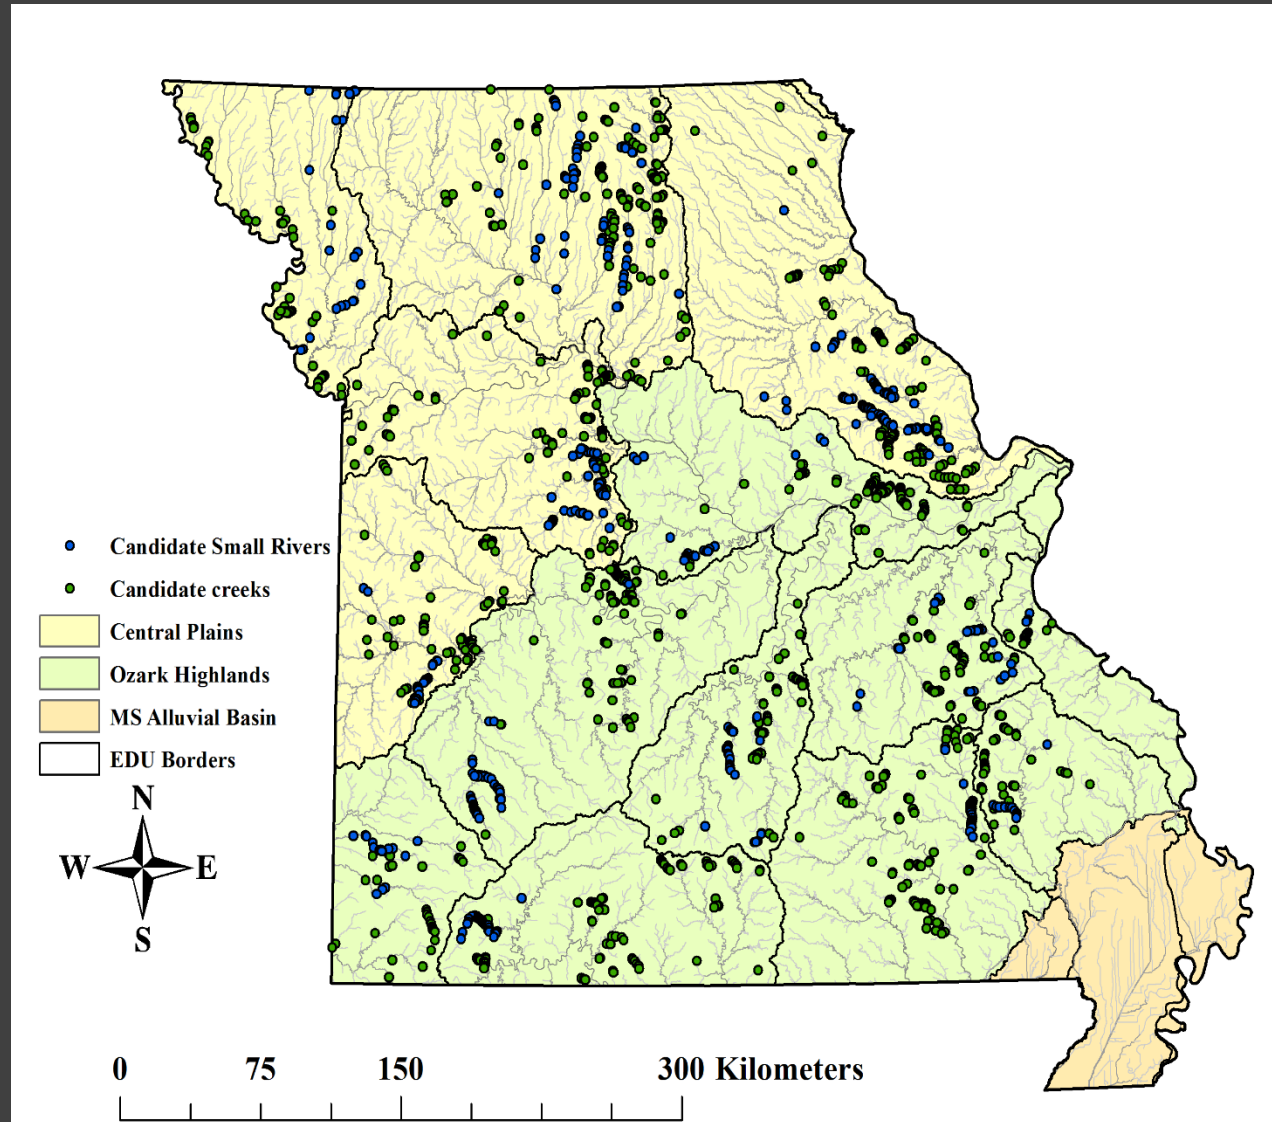 Candidate Small Rivers
Candidate creeks
Central Plains
Ozark Highlands
MS Alluvial Basin
EDU Borders
N
W E
S
0 75 150 300 Kilometers